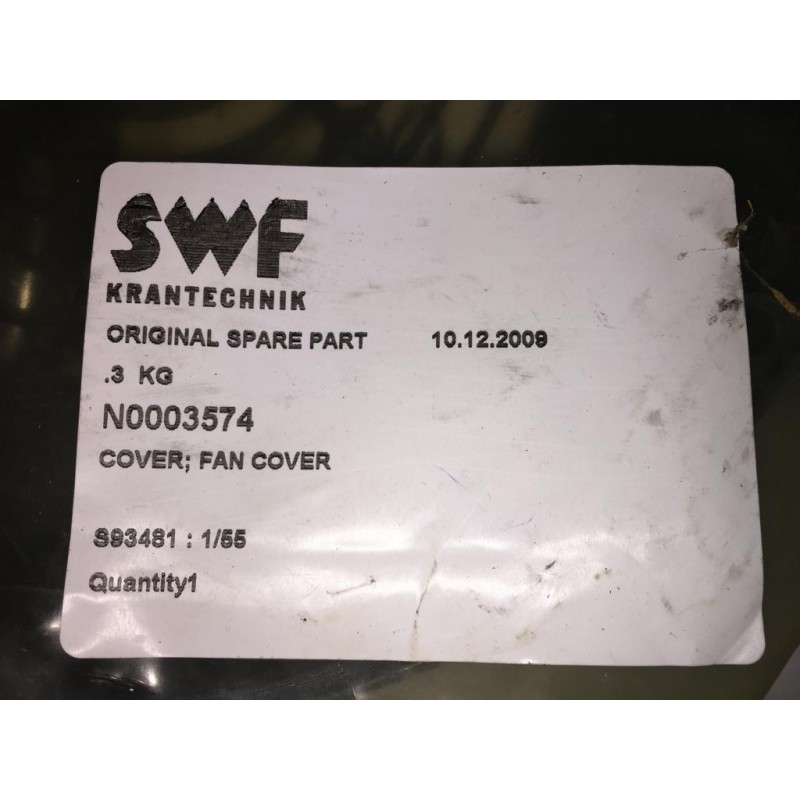 SWF
KRANTECHNIK
ORIGINAL SPARE PART 10.12.2009
.3 KG
N0003574
COVER; FAN COVER
S93481 : 1/55
Quantity1